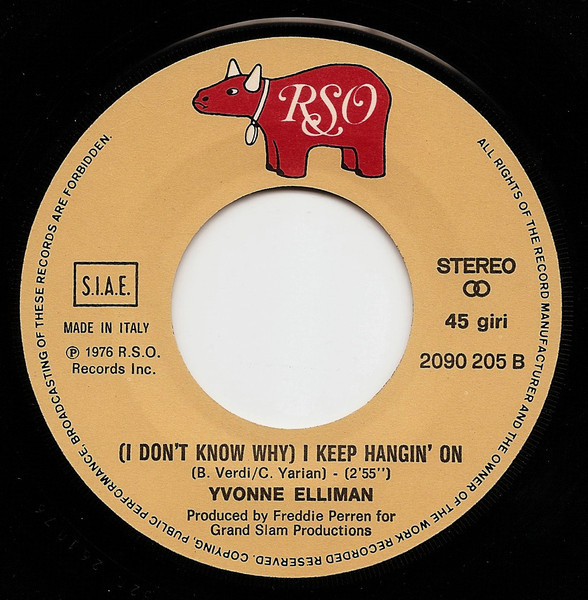 RSO
ALL RIGHTS OF THE RECORD MANUFACTURER AND THE OWNER OF THE WORK RECORDED RESERVED. COPYING, PUBLIC PERFORMANCE, BROADCASTING OF THESE RECORDS ARE FORBIDDEN.
S.I.A.E.
MADE IN ITALY
Ⓟ 1976 R.S.O.
Records Inc.
STEREO
45 giri
2090 205 B
(I DON'T KNOW WHY) I KEEP HANGIN' ON
(B. Verdi/C. Yarian) - (2'55'')
YVONNE ELLIMAN
Produced by Freddie Perren for
Grand Slam Productions